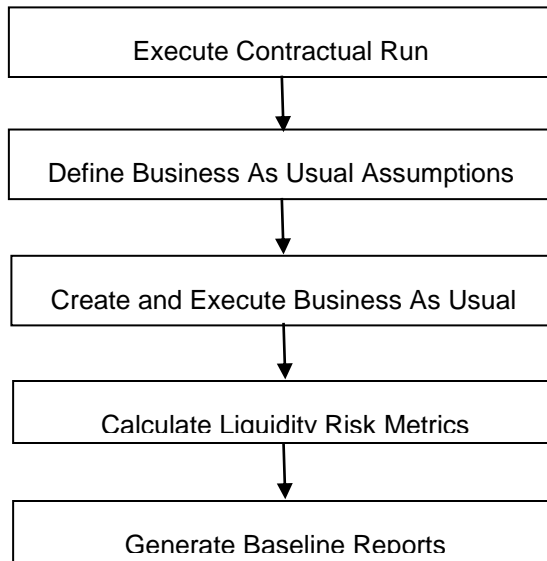 Execute Contractual Run
Define Business As Usual Assumptions
Create and Execute Business As Usual
Calculate Liquidity Risk Metrics
Generate Baseline Reports